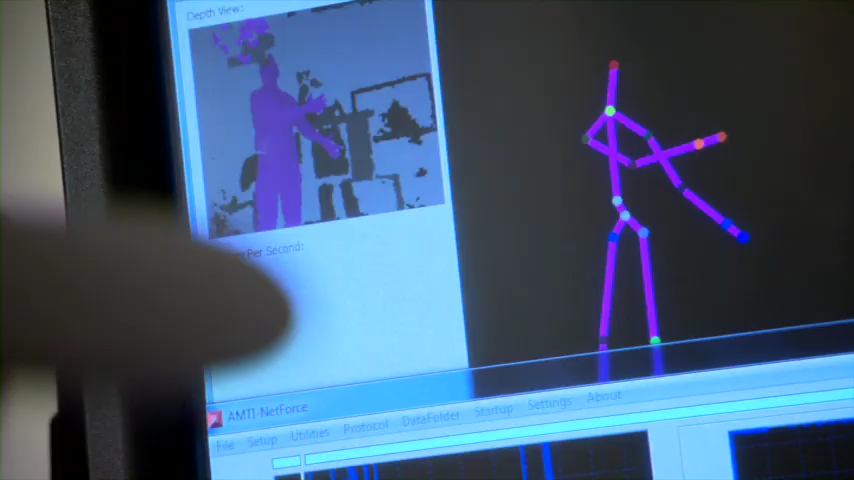 Depth View:
Per Second:
AMTI-NetForce
File Setup Utilities Protocol DataFolder Startup Settings About